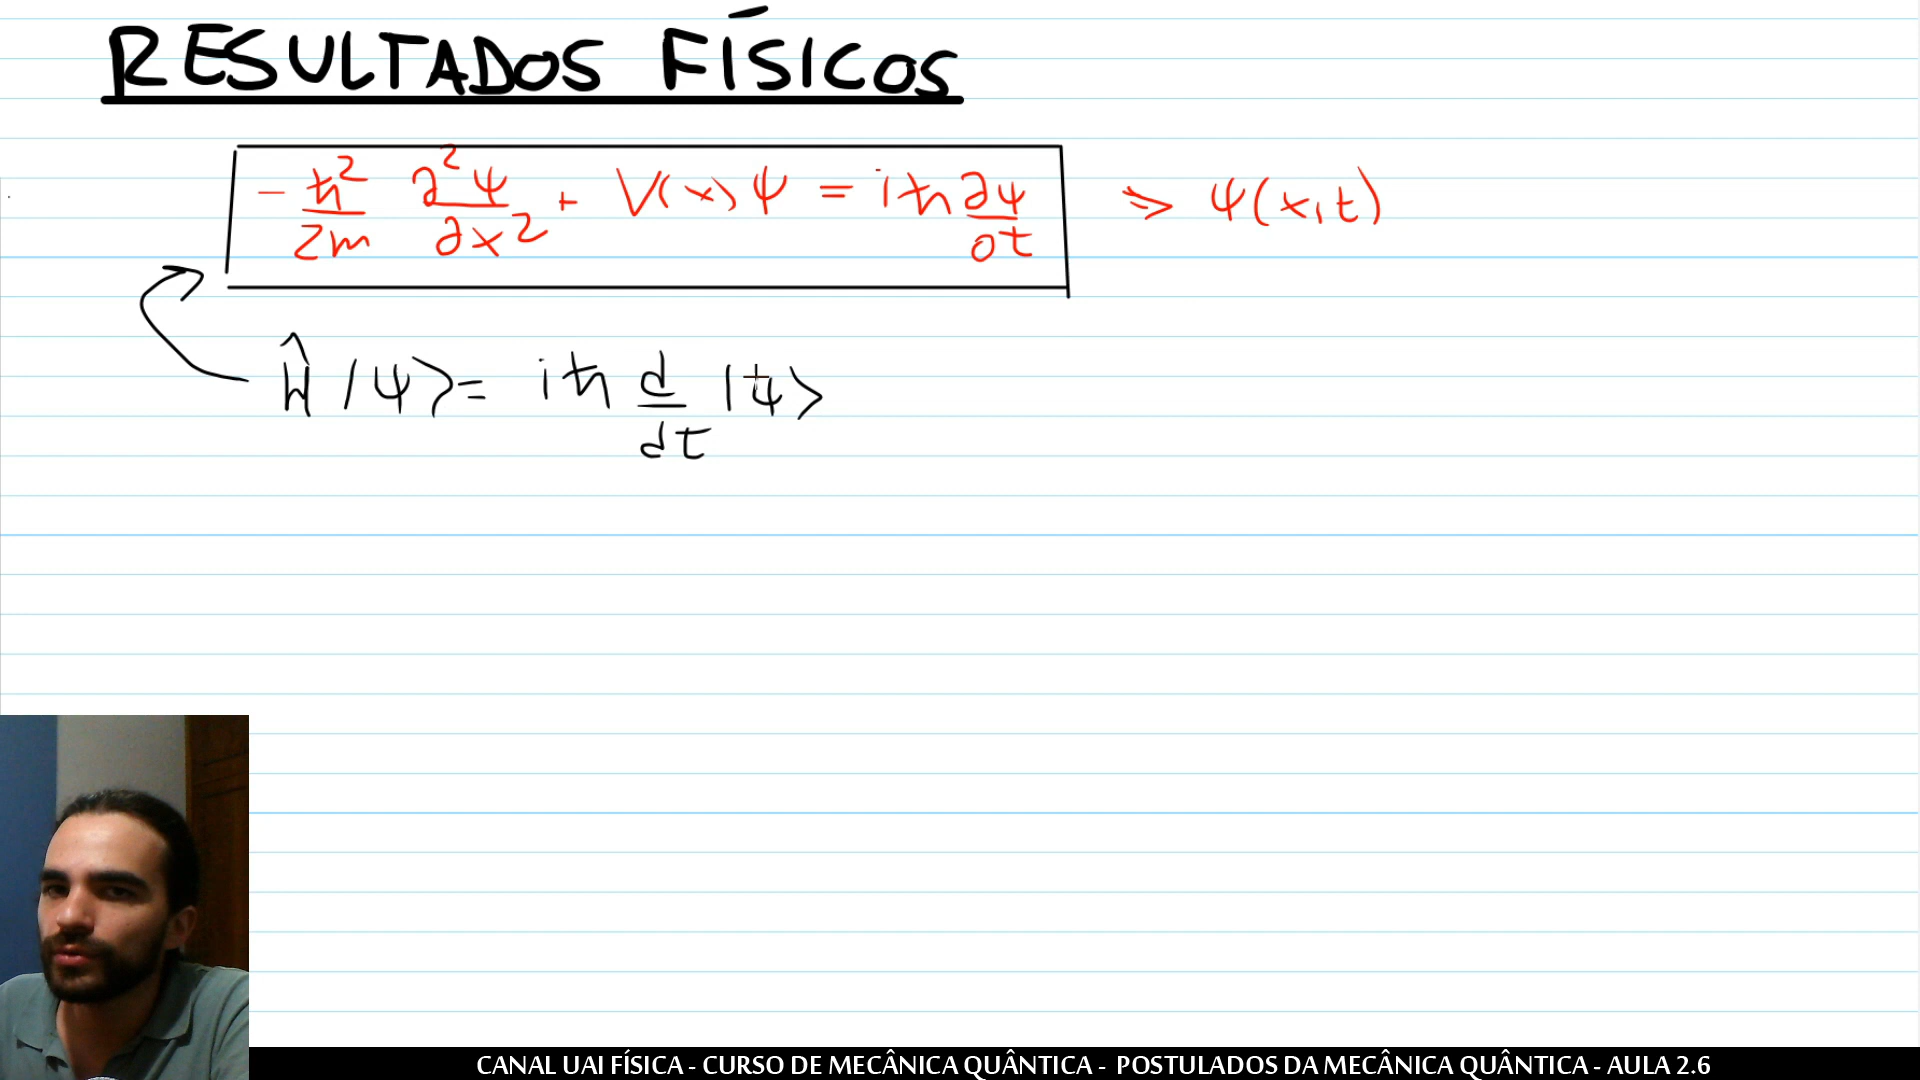 RESULTADOS FÍSICOS
-ħ²/2m ∂²ψ/∂x² + V(x)ψ = iħ ∂ψ/∂t ⇒ ψ(x,t)
Ĥ|ψ> = iħ d/dt |ψ>
CANAL UAI FÍSICA - CURSO DE MECÂNICA QUÂNTICA - POSTULADOS DA MECÂNICA QUÂNTICA - AULA 2.6